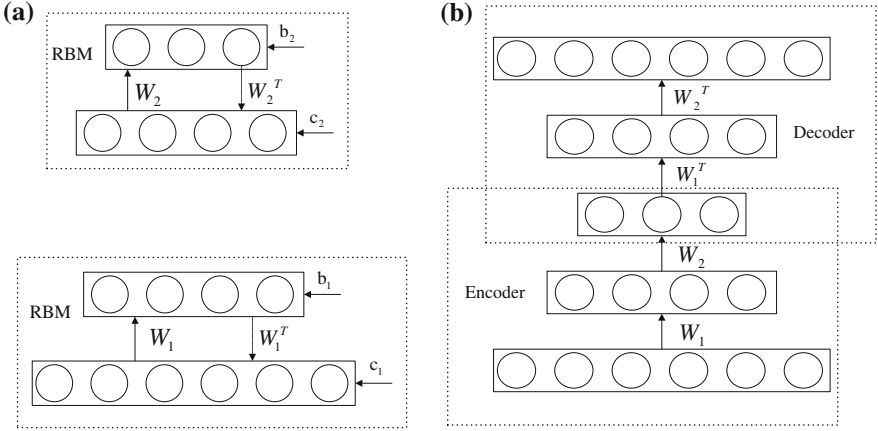 (a)
RBM
b₂
W₂
W₂ᵀ
c₂
RBM
b₁
W₁
W₁ᵀ
c₁
(b)
W₂ᵀ
Decoder
W₁ᵀ
W₂
Encoder
W₁